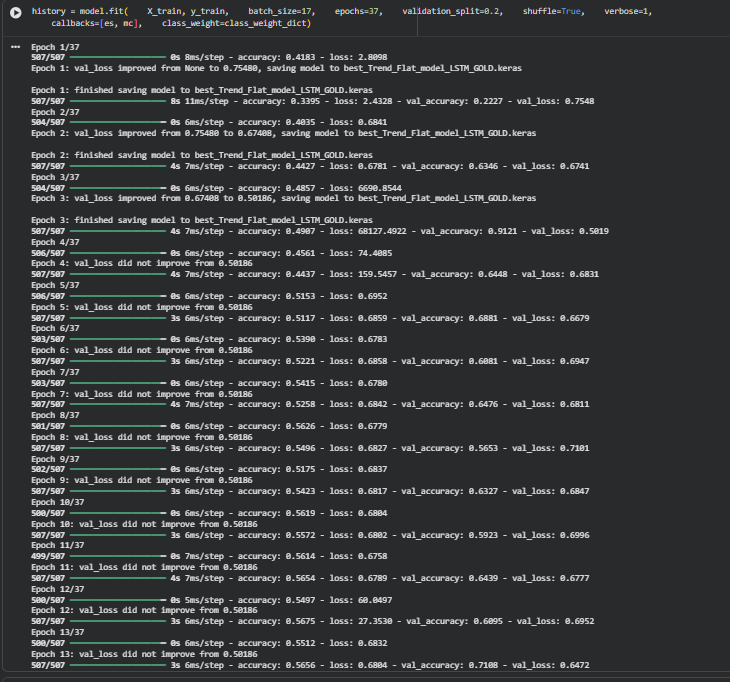 history = model.fit(    X_train, y_train,    batch_size=17,    epochs=37,    validation_split=0.2,    shuffle=True,    verbose=1,
    callbacks=[es, mc],    class_weight=class_weight_dict)
Epoch 1/37
507/507 0s 8ms/step - accuracy: 0.4183 - loss: 2.8098
Epoch 1: val_loss improved from None to 0.75480, saving model to best_Trend_Flat_model_LSTM_GOLD.keras
Epoch 1: finished saving model to best_Trend_Flat_model_LSTM_GOLD.keras
507/507 8s 11ms/step - accuracy: 0.3395 - loss: 2.4328 - val_accuracy: 0.2227 - val_loss: 0.7548
Epoch 2/37
504/507 0s 6ms/step - accuracy: 0.4035 - loss: 0.6841
Epoch 2: val_loss improved from 0.75480 to 0.67408, saving model to best_Trend_Flat_model_LSTM_GOLD.keras
Epoch 2: finished saving model to best_Trend_Flat_model_LSTM_GOLD.keras
507/507 4s 7ms/step - accuracy: 0.4427 - loss: 0.6781 - val_accuracy: 0.6346 - val_loss: 0.6741
Epoch 3/37
504/507 0s 6ms/step - accuracy: 0.4857 - loss: 6690.8544
Epoch 3: val_loss improved from 0.67408 to 0.50186, saving model to best_Trend_Flat_model_LSTM_GOLD.keras
Epoch 3: finished saving model to best_Trend_Flat_model_LSTM_GOLD.keras
507/507 4s 7ms/step - accuracy: 0.4907 - loss: 68127.4922 - val_accuracy: 0.9121 - val_loss: 0.5019
Epoch 4/37
506/507 0s 6ms/step - accuracy: 0.4561 - loss: 74.4085
Epoch 4: val_loss did not improve from 0.50186
507/507 4s 7ms/step - accuracy: 0.4437 - loss: 159.5457 - val_accuracy: 0.6448 - val_loss: 0.6831
Epoch 5/37
506/507 0s 6ms/step - accuracy: 0.5153 - loss: 0.6952
Epoch 5: val_loss did not improve from 0.50186
507/507 3s 6ms/step - accuracy: 0.5117 - loss: 0.6859 - val_accuracy: 0.6881 - val_loss: 0.6679
Epoch 6/37
503/507 0s 6ms/step - accuracy: 0.5390 - loss: 0.6783
Epoch 6: val_loss did not improve from 0.50186
507/507 3s 6ms/step - accuracy: 0.5221 - loss: 0.6858 - val_accuracy: 0.6081 - val_loss: 0.6947
Epoch 7/37
503/507 0s 6ms/step - accuracy: 0.5415 - loss: 0.6780
Epoch 7: val_loss did not improve from 0.50186
507/507 4s 7ms/step - accuracy: 0.5258 - loss: 0.6842 - val_accuracy: 0.6476 - val_loss: 0.6811
Epoch 8/37
501/507 0s 6ms/step - accuracy: 0.5626 - loss: 0.6779
Epoch 8: val_loss did not improve from 0.50186
507/507 3s 6ms/step - accuracy: 0.5496 - loss: 0.6827 - val_accuracy: 0.5653 - val_loss: 0.7101
Epoch 9/37
502/507 0s 6ms/step - accuracy: 0.5175 - loss: 0.6837
Epoch 9: val_loss did not improve from 0.50186
507/507 3s 6ms/step - accuracy: 0.5423 - loss: 0.6817 - val_accuracy: 0.6327 - val_loss: 0.6847
Epoch 10/37
500/507 0s 6ms/step - accuracy: 0.5619 - loss: 0.6804
Epoch 10: val_loss did not improve from 0.50186
507/507 3s 6ms/step - accuracy: 0.5572 - loss: 0.6802 - val_accuracy: 0.5923 - val_loss: 0.6996
Epoch 11/37
499/507 0s 7ms/step - accuracy: 0.5614 - loss: 0.6758
Epoch 11: val_loss did not improve from 0.50186
507/507 4s 7ms/step - accuracy: 0.5654 - loss: 0.6789 - val_accuracy: 0.6439 - val_loss: 0.6777
Epoch 12/37
500/507 0s 5ms/step - accuracy: 0.5497 - loss: 60.0497
Epoch 12: val_loss did not improve from 0.50186
507/507 3s 6ms/step - accuracy: 0.5675 - loss: 27.3530 - val_accuracy: 0.6095 - val_loss: 0.6952
Epoch 13/37
500/507 0s 6ms/step - accuracy: 0.5512 - loss: 0.6832
Epoch 13: val_loss did not improve from 0.50186
507/507 3s 6ms/step - accuracy: 0.5656 - loss: 0.6804 - val_accuracy: 0.7108 - val_loss: 0.6472